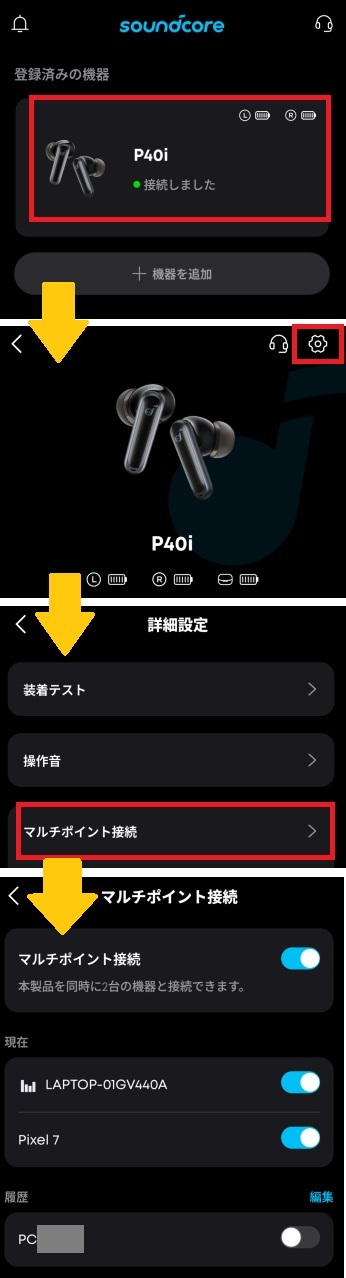 soundcore
登録済みの機器
L R
P40i
接続しました
＋ 機器を追加
P40i
L R
詳細設定
装着テスト
操作音
マルチポイント接続
マルチポイント接続
マルチポイント接続
本製品を同時に2台の機器と接続できます。
現在
LAPTOP-01GV440A
Pixel 7
履歴 編集
PC